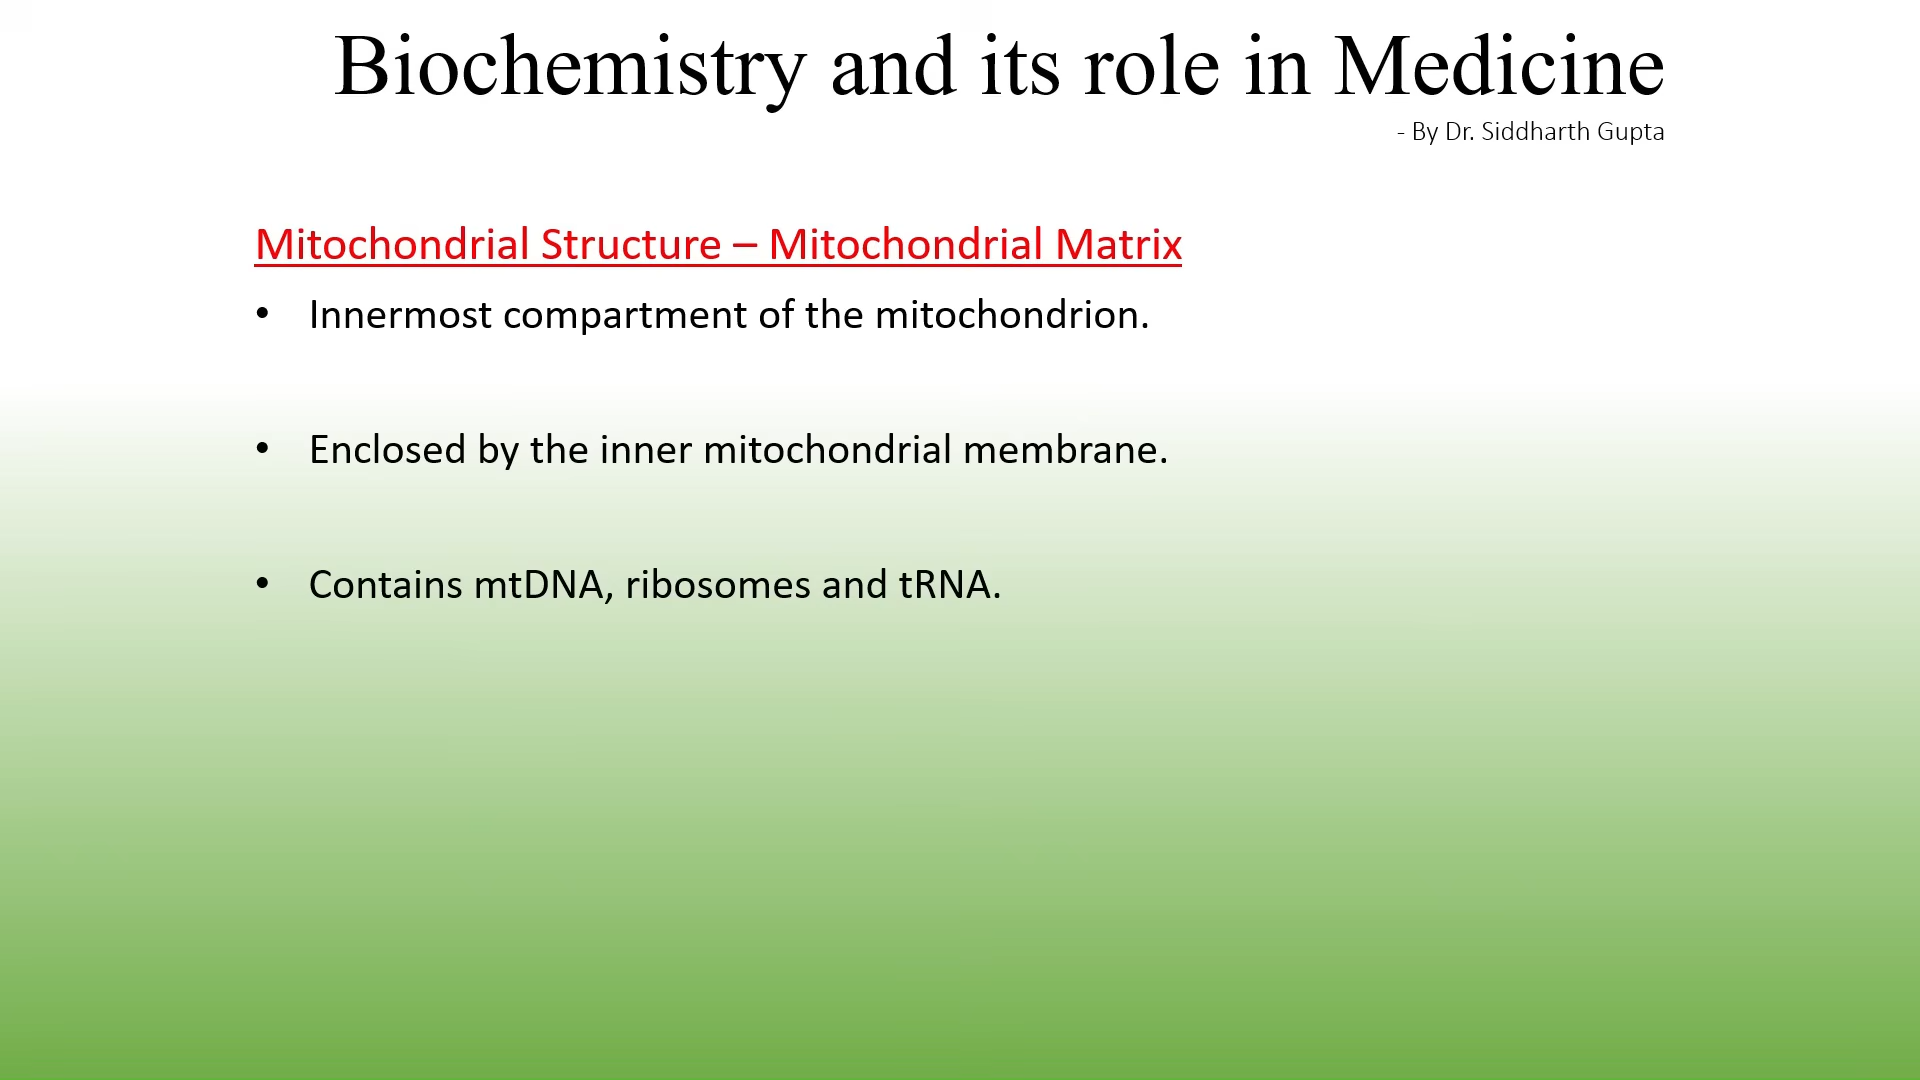 Biochemistry and its role in Medicine
- By Dr. Siddharth Gupta
Mitochondrial Structure – Mitochondrial Matrix
• Innermost compartment of the mitochondrion.
• Enclosed by the inner mitochondrial membrane.
• Contains mtDNA, ribosomes and tRNA.